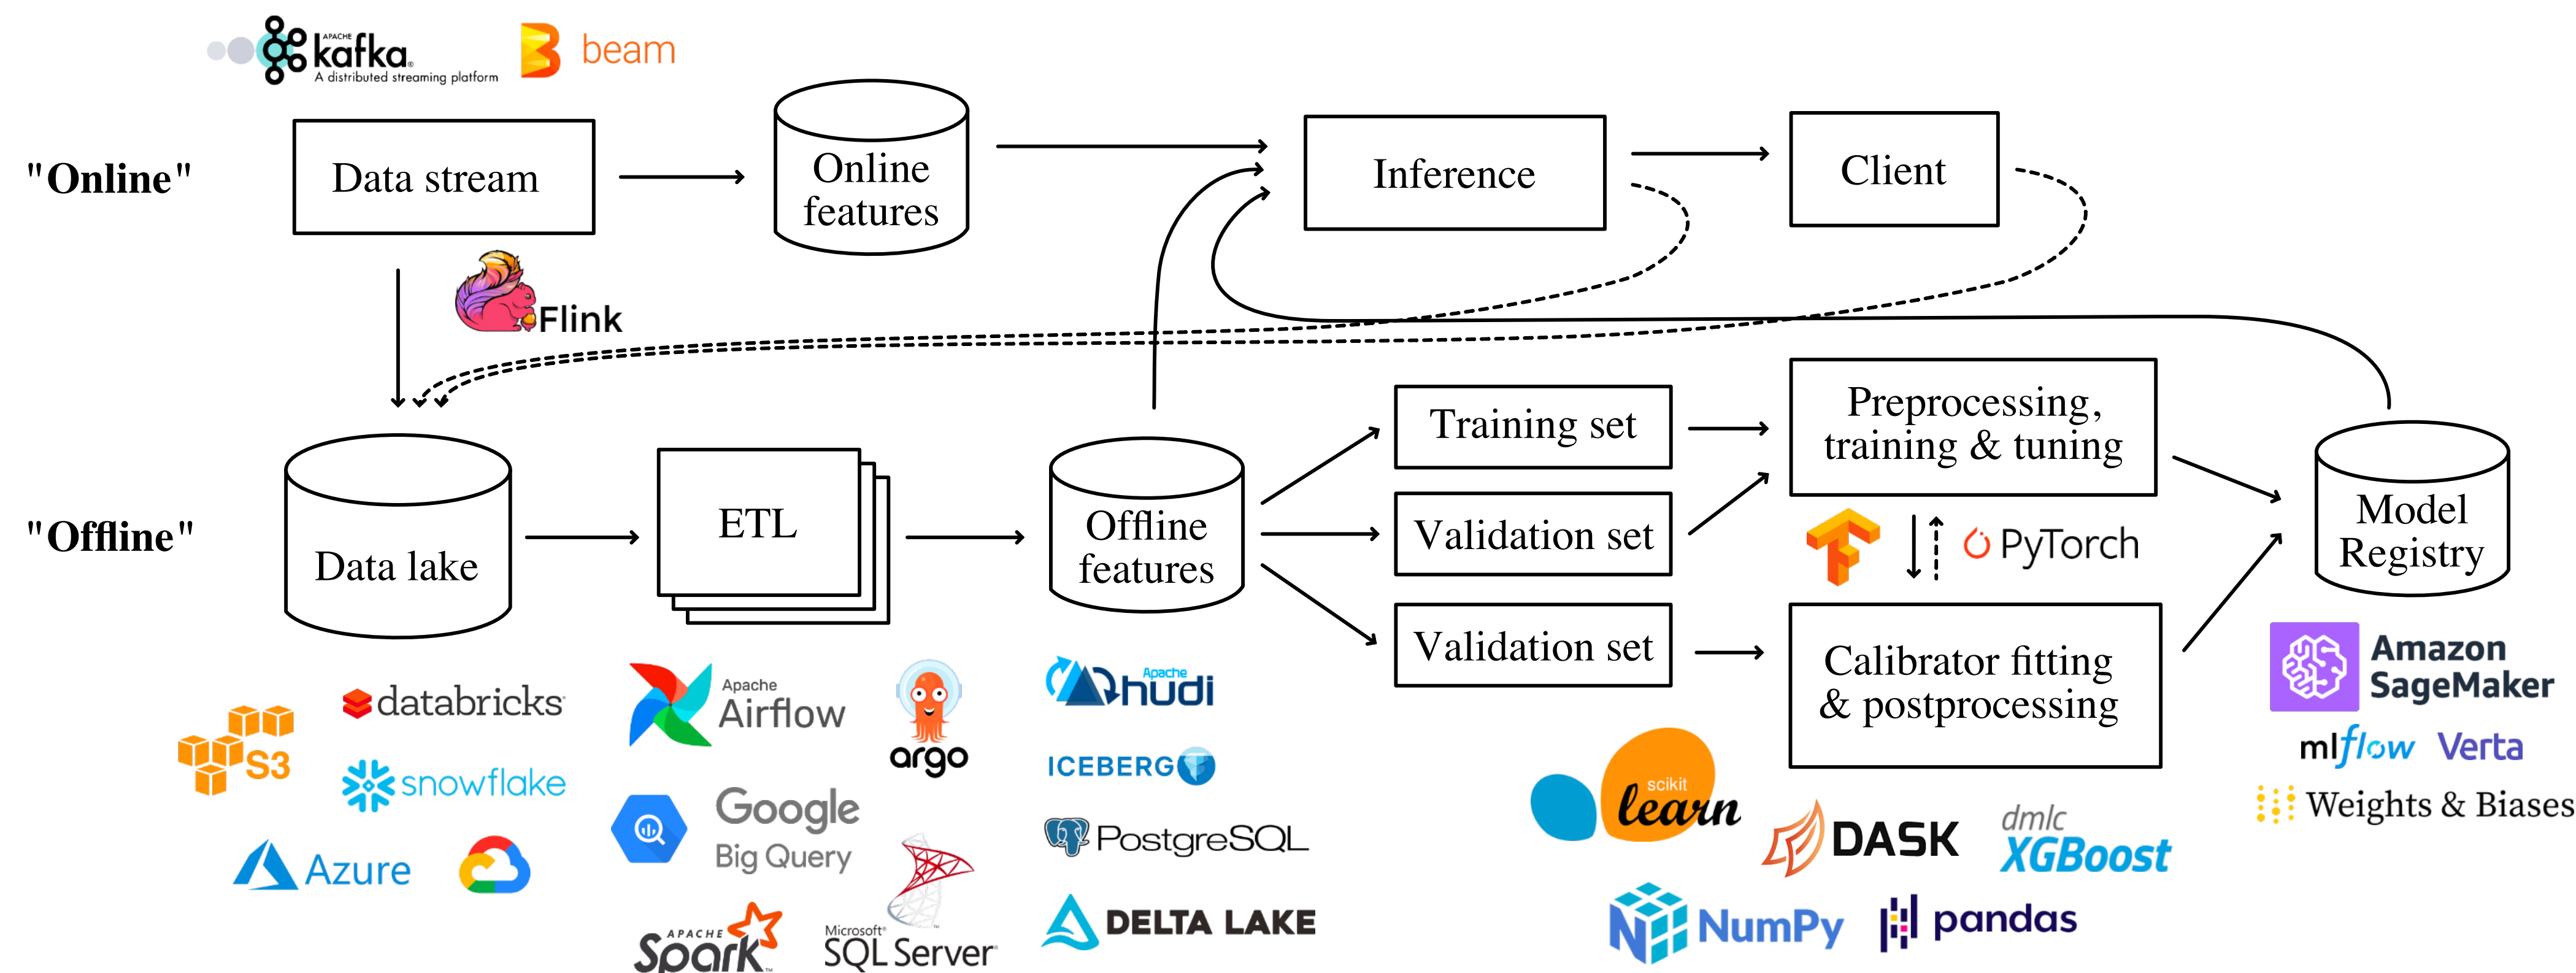 APACHE
kafka®
A distributed streaming platform
beam
"Online"
Data stream
Online
features
Inference
Client
Flink
"Offline"
Data lake
ETL
Offline
features
Training set
Validation set
Validation set
Preprocessing,
training & tuning
PyTorch
Calibrator fitting
& postprocessing
Model
Registry
S3
databricks
snowflake
Azure
Apache
Airflow
argo
Google
Big Query
APACHE
Spark™
Microsoft®
SQL Server®
Apache
hudi
ICEBERG
PostgreSQL
DELTA LAKE
scikit
learn
DASK
dmlc
XGBoost
NumPy
pandas
Amazon
SageMaker
mlflow
Verta
Weights & Biases